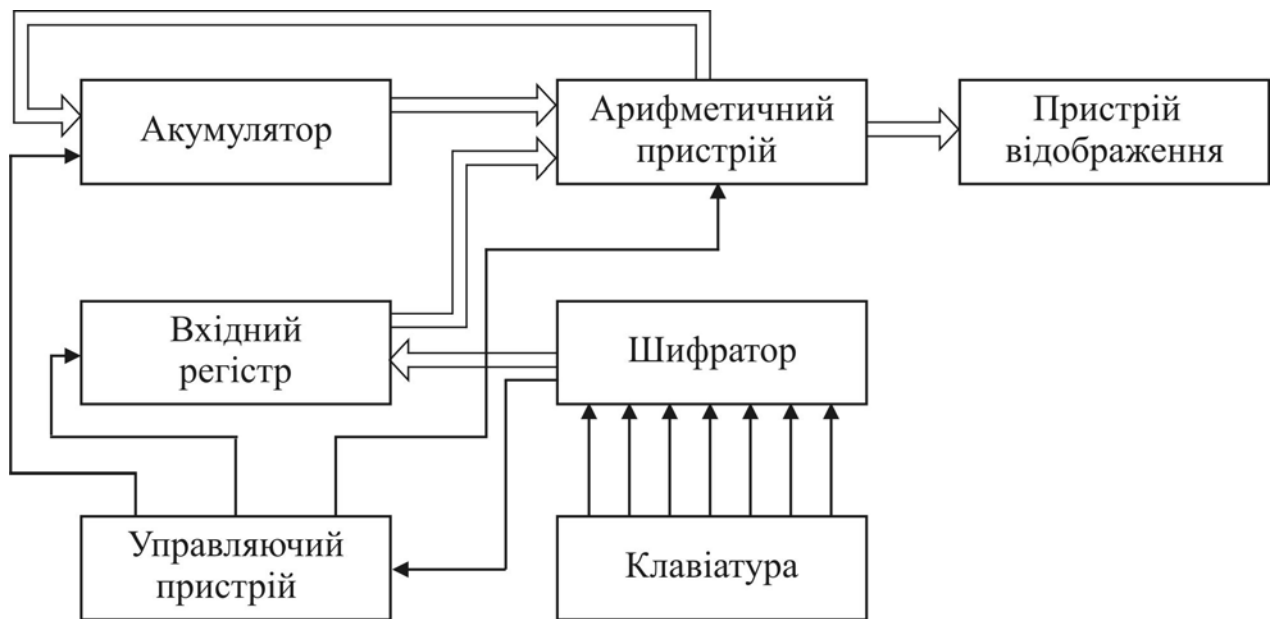 Акумулятор
Арифметичний
пристрій
Пристрій
відображення
Вхідний
регістр
Шифратор
Управляючий
пристрій
Клавіатура